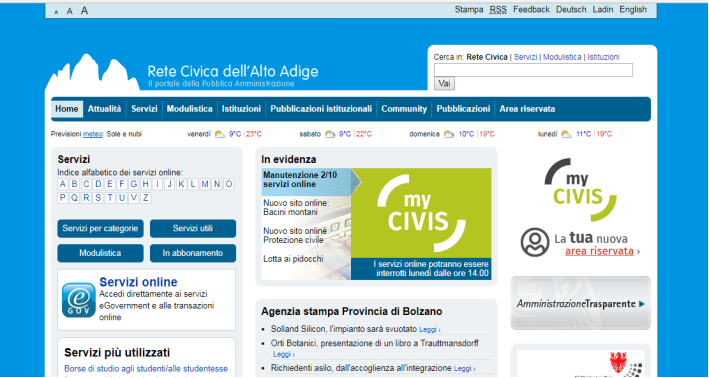 A A A
Stampa RSS Feedback Deutsch Ladin English
Rete Civica dell'Alto Adige
Il portale della Pubblica Amministrazione
Cerca in: Rete Civica | Servizi | Modulistica | Istituzioni
Vai
Home Attualità Servizi Modulistica Istituzioni Pubblicazioni istituzionali Community Pubblicazioni Area riservata
Previsioni meteo: Sole e nubi venerdì 9°C |23°C sabato 9°C |22°C domenica 10°C |19°C lunedì 11°C |19°C
Servizi
Indice alfabetico dei servizi online:
A B C D E F G H I J K L M N O
P Q R S T U V Z
Servizi per categorie Servizi utili
Modulistica In abbonamento
eGOV
Servizi online
Accedi direttamente ai servizi
eGovernment e alle transazioni
online
Servizi più utilizzati
Borse di studio agli studenti/alle studentesse
In evidenza
Manutenzione 2/10
servizi online
Nuovo sito online:
Bacini montani
Nuovo sito online:
Protezione civile
Lotta ai pidocchi
my
CIVIS
I servizi online potranno essere
interrotti lunedì dalle ore 14.00
Agenzia stampa Provincia di Bolzano
Solland Silicon, l'impianto sarà svuotato Leggi ›
Orti Botanici, presentazione di un libro a Trauttmansdorff
Leggi ›
Richiedenti asilo, dall'accoglienza all'integrazione Leggi ›
my
CIVIS
La tua nuova
area riservata ›
AmministrazioneTrasparente